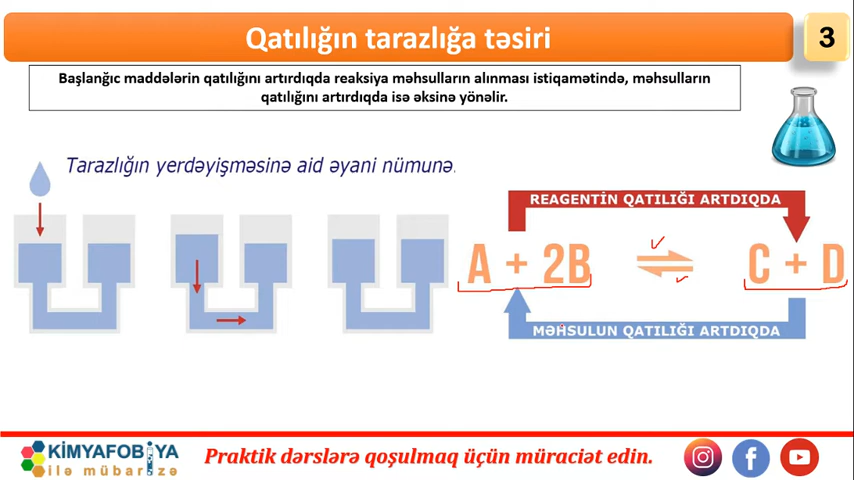 Qatılığın tarazlığa təsiri
3
Başlanğıc maddələrin qatılığını artırdıqda reaksiya məhsulların alınması istiqamətində, məhsulların
qatılığını artırdıqda isə əksinə yönəlir.
Tarazlığın yerdəyişməsinə aid əyani nümunə.
REAGENTİN QATILIĞI ARTDIQDA
A + 2B ⇌ C + D
MƏHSULUN QATILIĞI ARTDIQDA
KİMYAFOBİYA
ilə mübarizə
Praktik dərslərə qoşulmaq üçün müraciət edin.